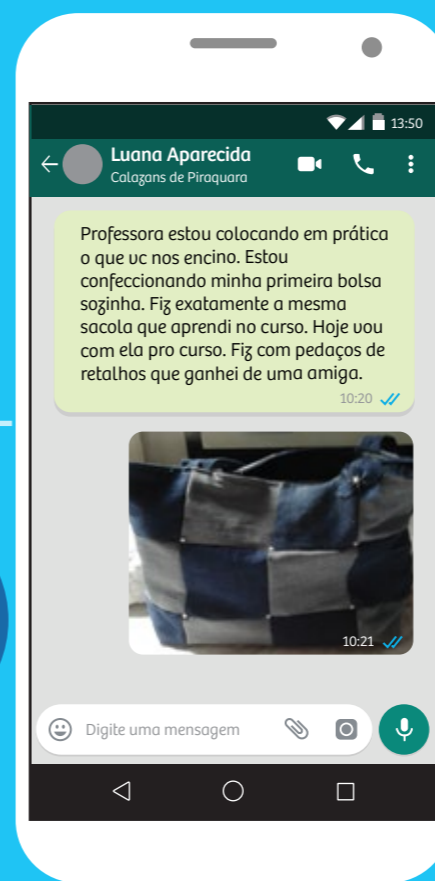 13:50
Luana Aparecida
Calazans de Piraquara
Professora estou colocando em prática
o que vc nos encino. Estou
confeccionando minha primeira bolsa
sozinha. Fiz exatamente a mesma
sacola que aprendi no curso. Hoje vou
com ela pro curso. Fiz com pedaços de
retalhos que ganhei de uma amiga.
10:20
10:21
Digite uma mensagem